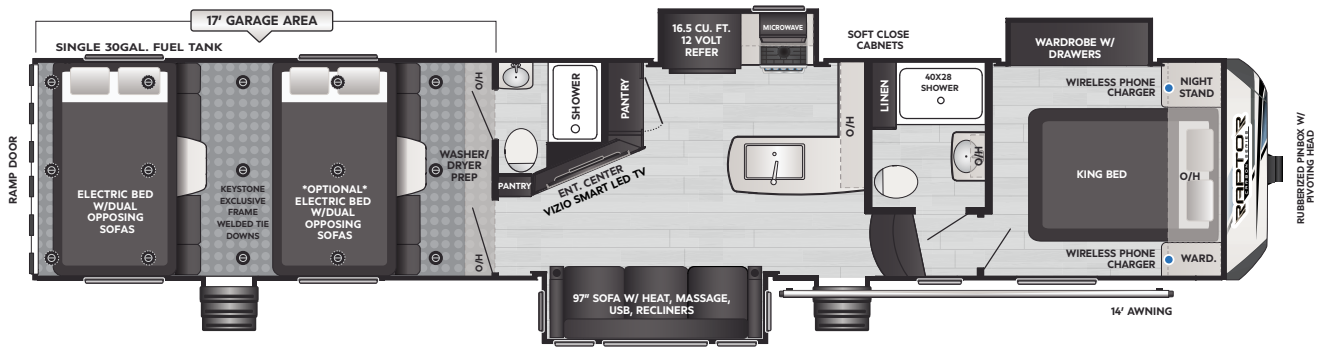 17' GARAGE AREA
SINGLE 30GAL. FUEL TANK
RAMP DOOR
ELECTRIC BED
W/DUAL
OPPOSING
SOFAS
KEYSTONE
EXCLUSIVE
FRAME
WELDED TIE
DOWNS
*OPTIONAL*
ELECTRIC BED
W/DUAL
OPPOSING
SOFAS
O/H
WASHER/
DRYER
PREP
O/H
SHOWER
PANTRY
PANTRY
ENT. CENTER
VIZIO SMART LED TV
16.5 CU. FT.
12 VOLT
REFER
MICROWAVE
O/H
97" SOFA W/ HEAT, MASSAGE,
USB, RECLINERS
SOFT CLOSE
CABNETS
LINEN
40X28
SHOWER
O/H
WARDROBE W/
DRAWERS
WIRELESS PHONE
CHARGER
NIGHT
STAND
KING BED
O/H
WIRELESS PHONE
CHARGER
WARD.
14' AWNING
RAPTOR
RUBBERIZED PINBOX W/
PIVOTING HEAD